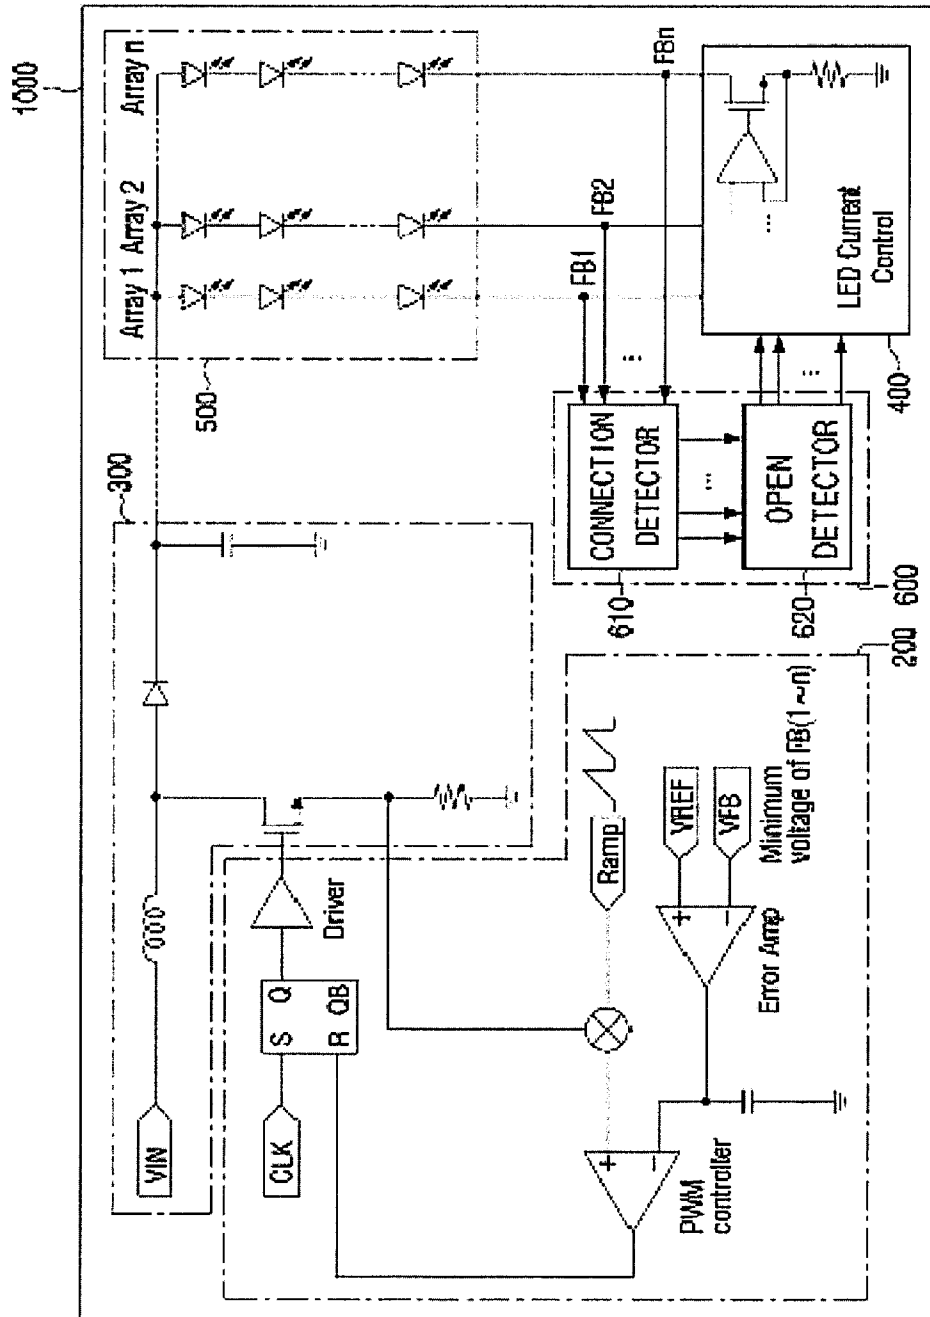 1000
300
VIN
CLK
S
Q
R
QB
Driver
Ramp
PWM
controller
+
−
Error Amp
+
−
VREF
VFB
Minimum
voltage of FB(1~n)
200
500
Array 1
Array 2
Array n
FB1
FB2
FBn
...
CONNECTION
DETECTOR
610
...
OPEN
DETECTOR
620
600
...
...
LED Current
Control
400